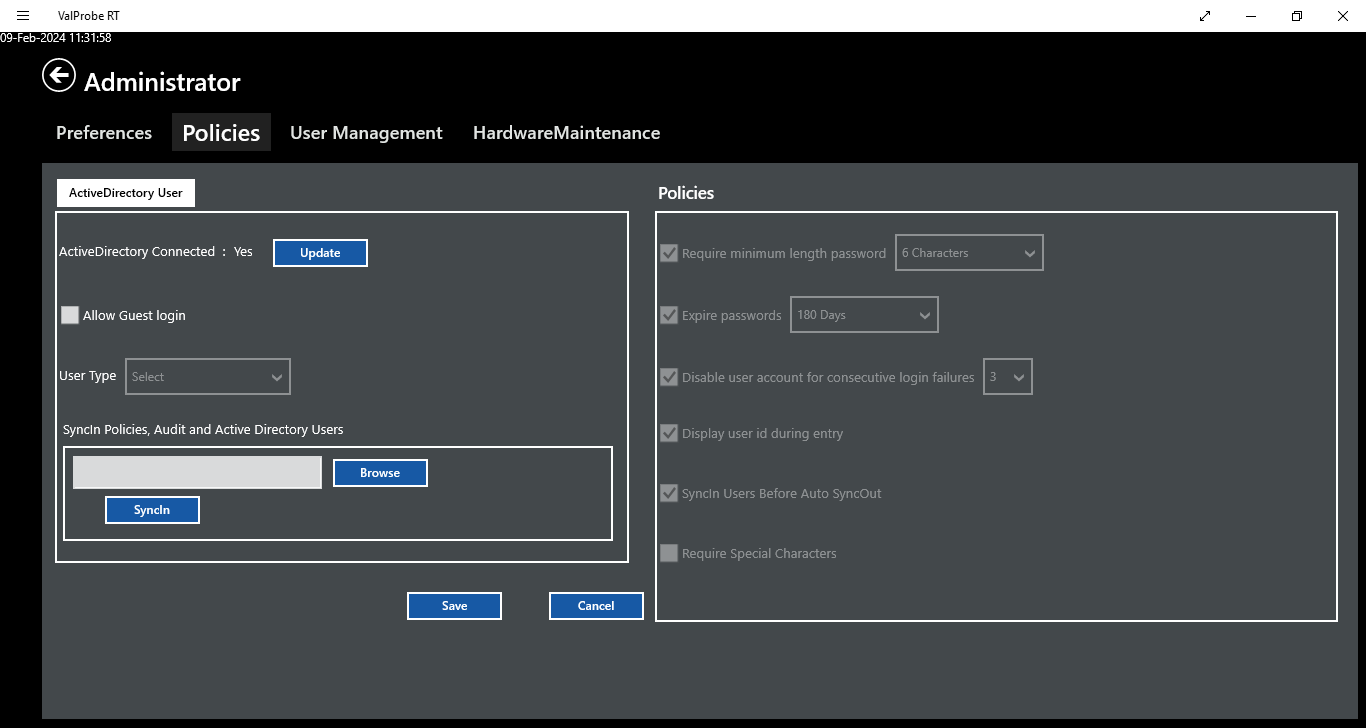 ValProbe RT
09-Feb-2024 11:31:58
Administrator
Preferences Policies User Management HardwareMaintenance
ActiveDirectory User
ActiveDirectory Connected : Yes Update
Allow Guest login
User Type Select
SyncIn Policies, Audit and Active Directory Users
Browse
SyncIn
Save Cancel
Policies
Require minimum length password 6 Characters
Expire passwords 180 Days
Disable user account for consecutive login failures 3
Display user id during entry
SyncIn Users Before Auto SyncOut
Require Special Characters